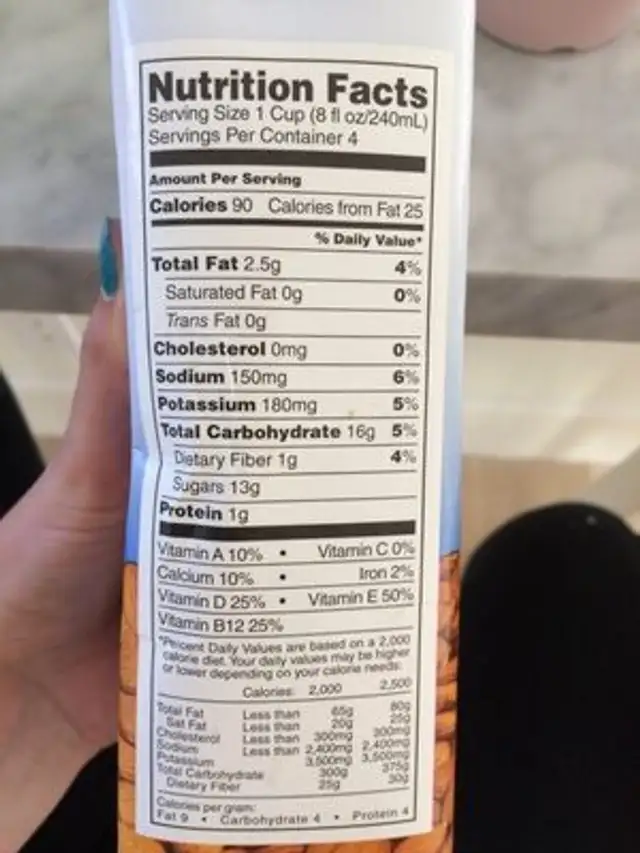 Nutrition Facts
Serving Size 1 Cup (8 fl oz/240mL)
Servings Per Container 4
Amount Per Serving
Calories 90 Calories from Fat 25
% Daily Value*
Total Fat 2.5g 4%
Saturated Fat 0g 0%
Trans Fat 0g
Cholesterol 0mg 0%
Sodium 150mg 6%
Potassium 180mg 5%
Total Carbohydrate 16g 5%
Dietary Fiber 1g 4%
Sugars 13g
Protein 1g
Vitamin A 10% • Vitamin C 0%
Calcium 10% • Iron 2%
Vitamin D 25% • Vitamin E 50%
Vitamin B12 25%
*Percent Daily Values are based on a 2,000
calorie diet. Your daily values may be higher
or lower depending on your calorie needs:
Calories: 2,000 2,500
Total Fat Less than 65g 80g
Sat Fat Less than 20g 25g
Cholesterol Less than 300mg 300mg
Sodium Less than 2,400mg 2,400mg
Potassium 3,500mg 3,500mg
Total Carbohydrate 300g 375g
Dietary Fiber 25g 30g
Calories per gram:
Fat 9 • Carbohydrate 4 • Protein 4